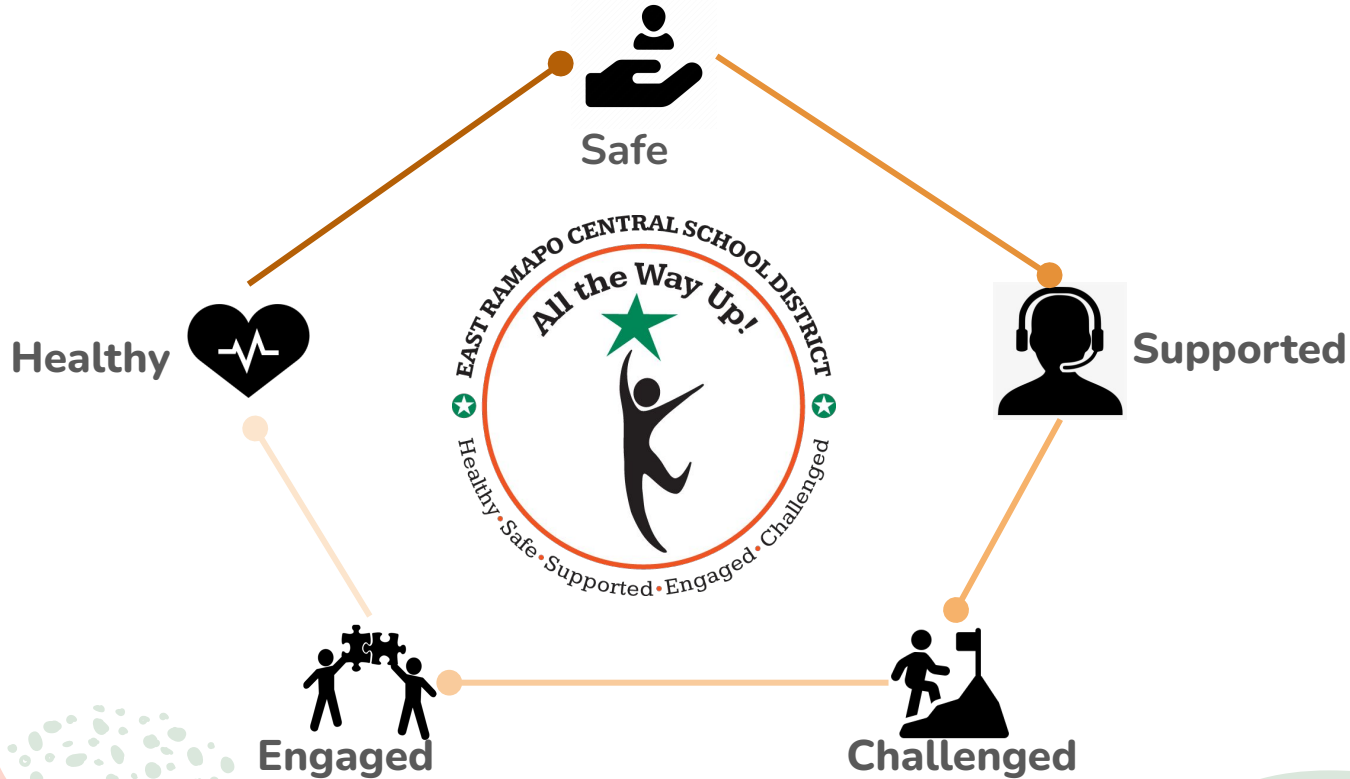 Safe
EAST RAMAPO CENTRAL SCHOOL DISTRICT
All the Way Up!
Healthy
Supported
Healthy•Safe•Supported•Engaged•Challenged
Engaged
Challenged